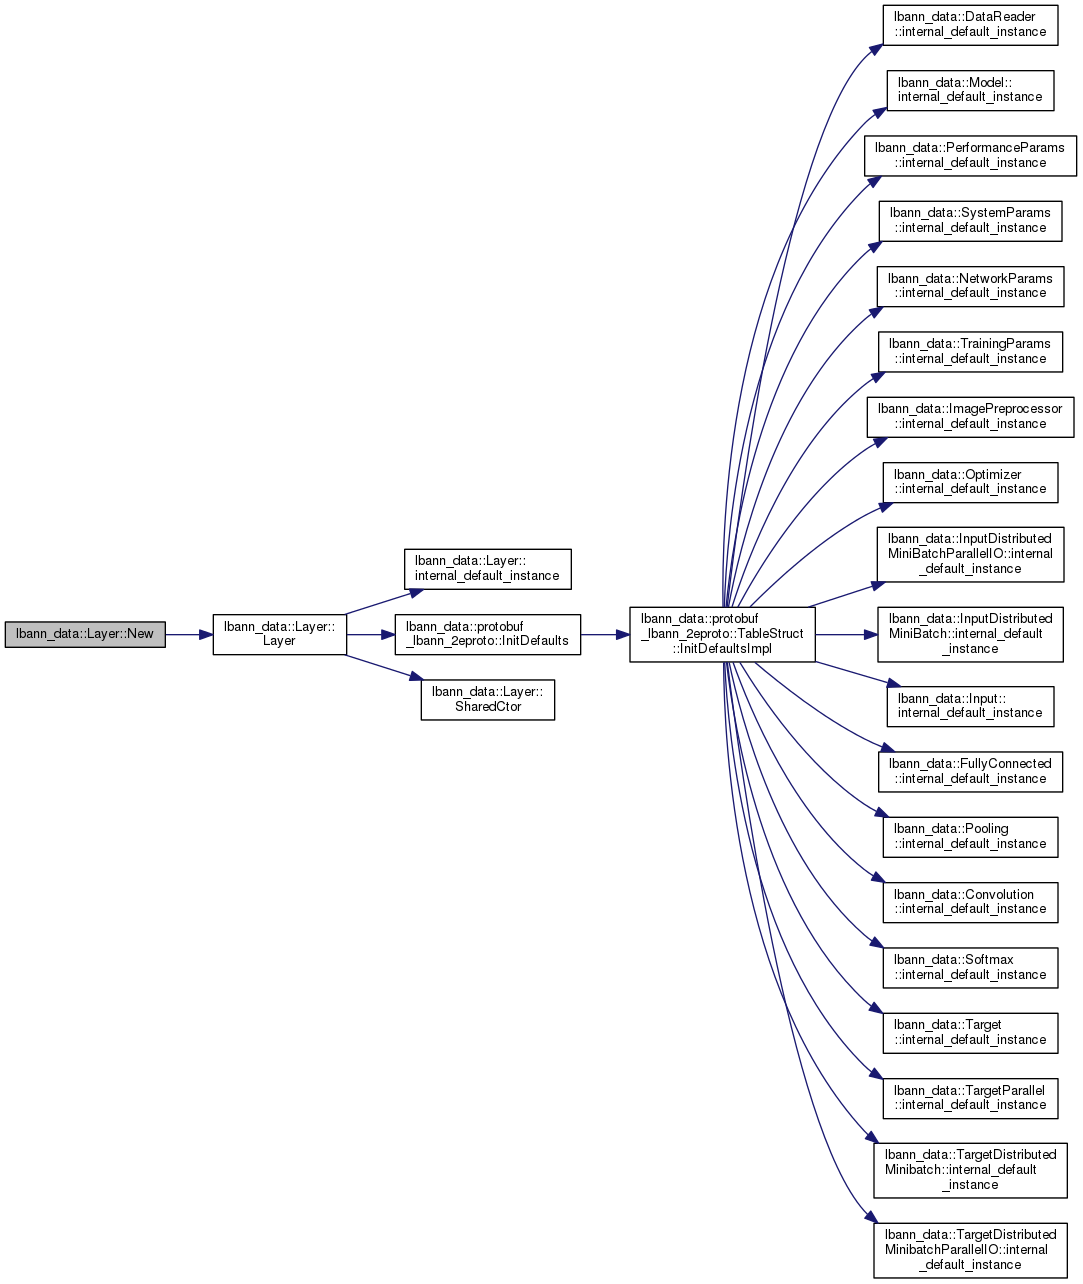 lbann_data::Layer::New
lbann_data::Layer::
Layer
lbann_data::Layer::
internal_default_instance
lbann_data::protobuf
_lbann_2eproto::InitDefaults
lbann_data::Layer::
SharedCtor
lbann_data::protobuf
_lbann_2eproto::TableStruct
::InitDefaultsImpl
lbann_data::DataReader
::internal_default_instance
lbann_data::Model::
internal_default_instance
lbann_data::PerformanceParams
::internal_default_instance
lbann_data::SystemParams
::internal_default_instance
lbann_data::NetworkParams
::internal_default_instance
lbann_data::TrainingParams
::internal_default_instance
lbann_data::ImagePreprocessor
::internal_default_instance
lbann_data::Optimizer
::internal_default_instance
lbann_data::InputDistributed
MiniBatchParallelIO::internal
_default_instance
lbann_data::InputDistributed
MiniBatch::internal_default
_instance
lbann_data::Input::
internal_default_instance
lbann_data::FullyConnected
::internal_default_instance
lbann_data::Pooling
::internal_default_instance
lbann_data::Convolution
::internal_default_instance
lbann_data::Softmax
::internal_default_instance
lbann_data::Target
::internal_default_instance
lbann_data::TargetParallel
::internal_default_instance
lbann_data::TargetDistributed
Minibatch::internal_default
_instance
lbann_data::TargetDistributed
MinibatchParallelIO::internal
_default_instance